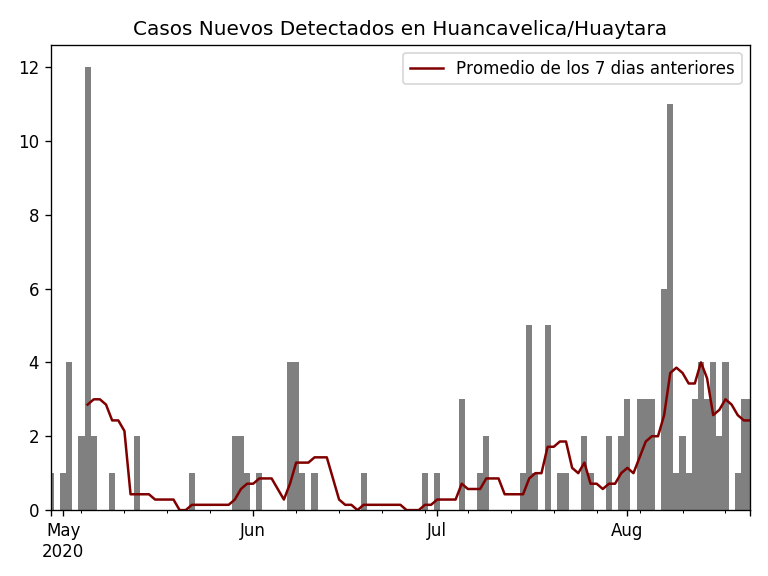 Casos Nuevos Detectados en Huancavelica/Huaytara
Promedio de los 7 dias anteriores
12
10
8
6
4
2
0
May Jun Jul Aug
2020